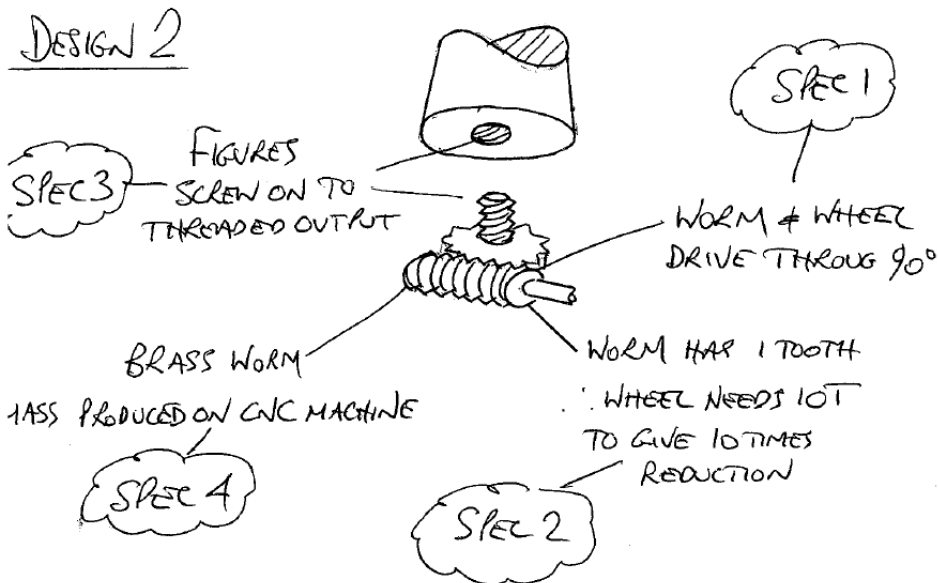 DESIGN 2
SPEC 1
SPEC 3
FIGURES
SCREW ON TO
THREADED OUTPUT
WORM & WHEEL
DRIVE THROUG 90°
BRASS WORM
MASS PRODUCED ON CNC MACHINE
SPEC 4
WORM HAS 1 TOOTH
∴ WHEEL NEEDS 10T
TO GIVE 10 TIMES
REDUCTION
SPEC 2